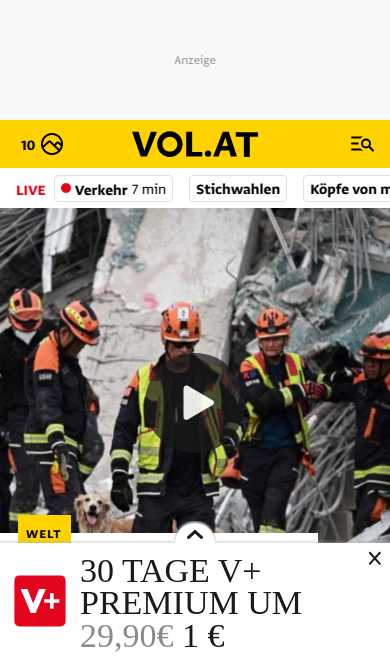 Anzeige
10
VOL.AT
LIVE
Verkehr 7 min
Stichwahlen
Köpfe von m
WELT
V+
30 TAGE V+
PREMIUM UM
29,90€ 1 €